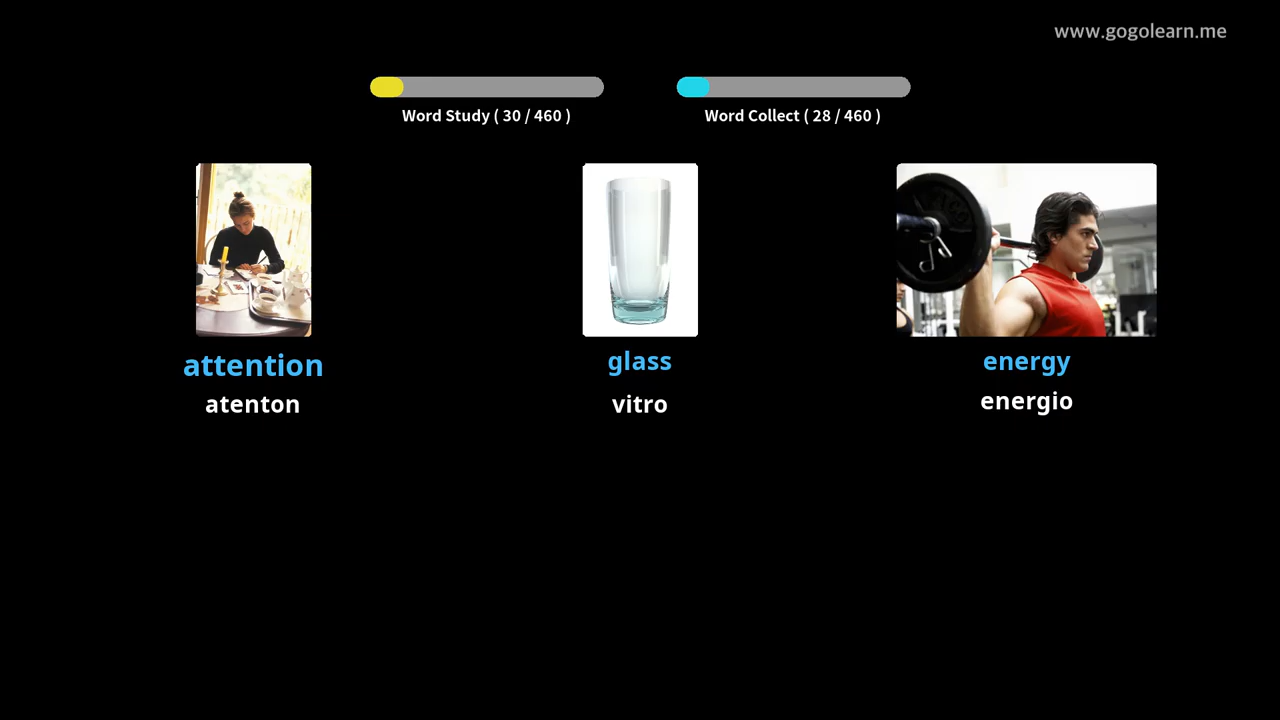 www.gogolearn.me
Word Study ( 30 / 460 )
Word Collect ( 28 / 460 )
attention
atenton
glass
vitro
energy
energio